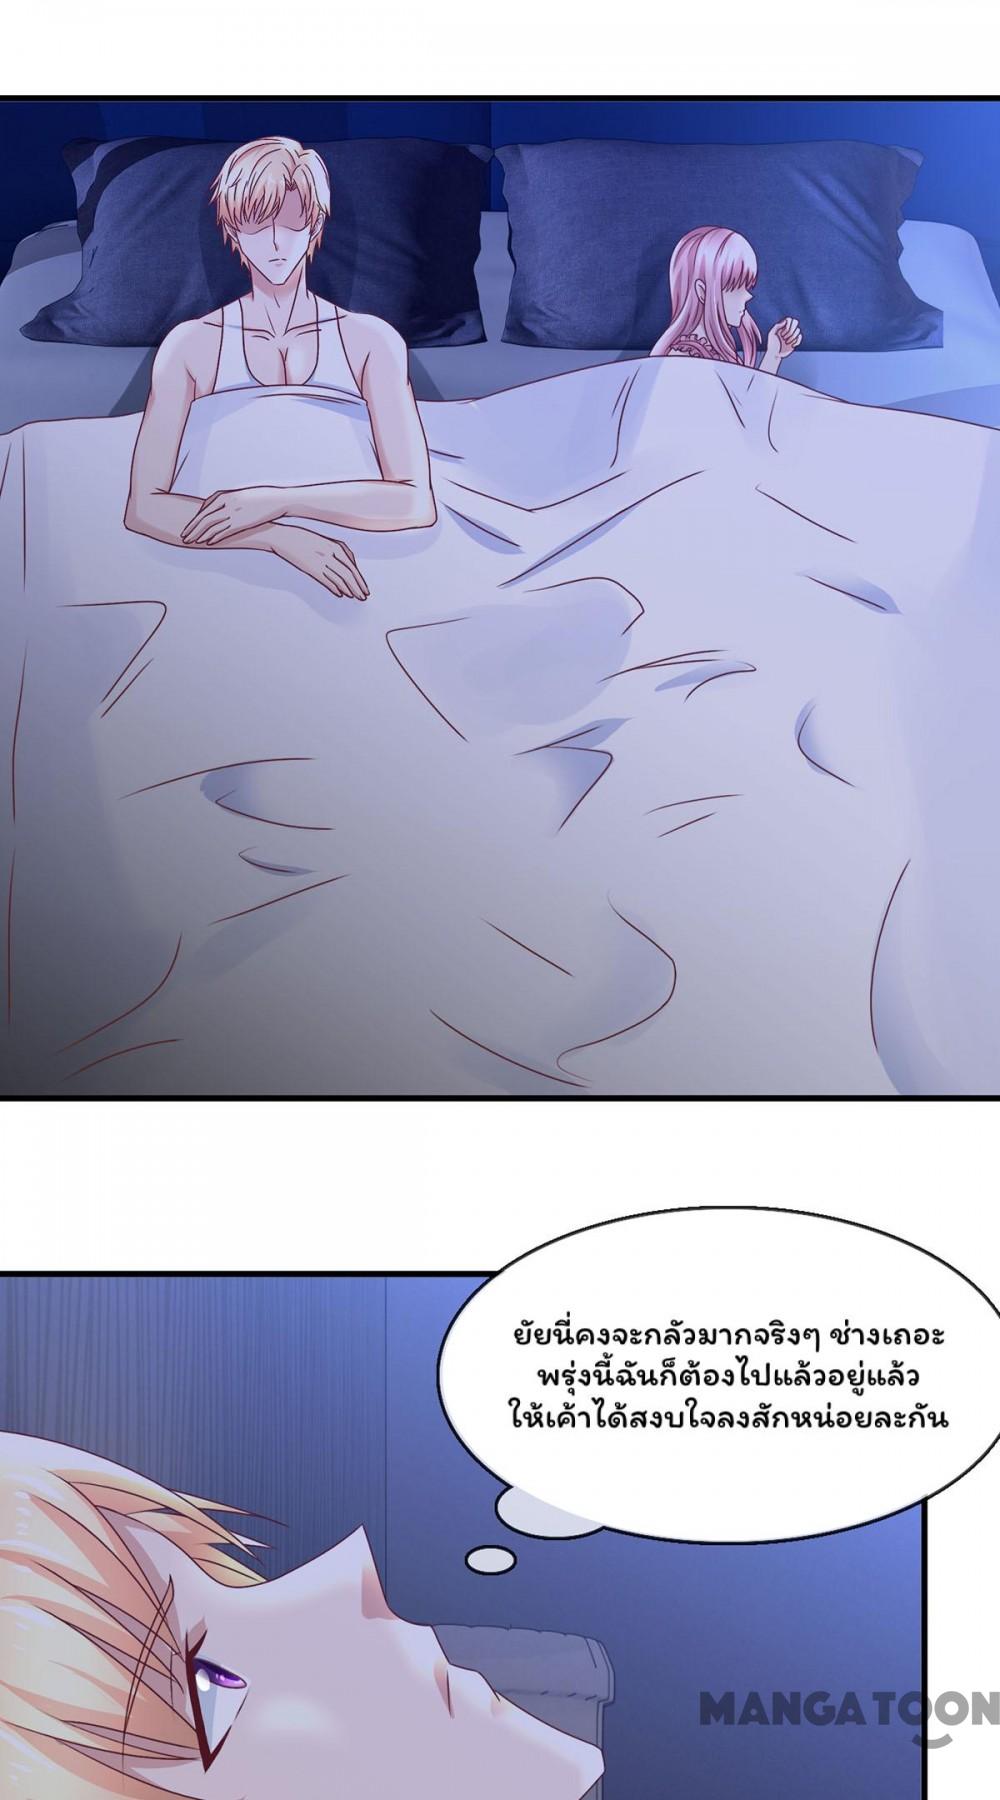 ยัยนี่คงจะกลัวมากจริงๆ ช่างเถอะ
พรุ่งนี้ฉันก็ต้องไปแล้วอยู่แล้ว
ให้เค้าได้สงบใจลงสักหน่อยละกัน
MANGATOON